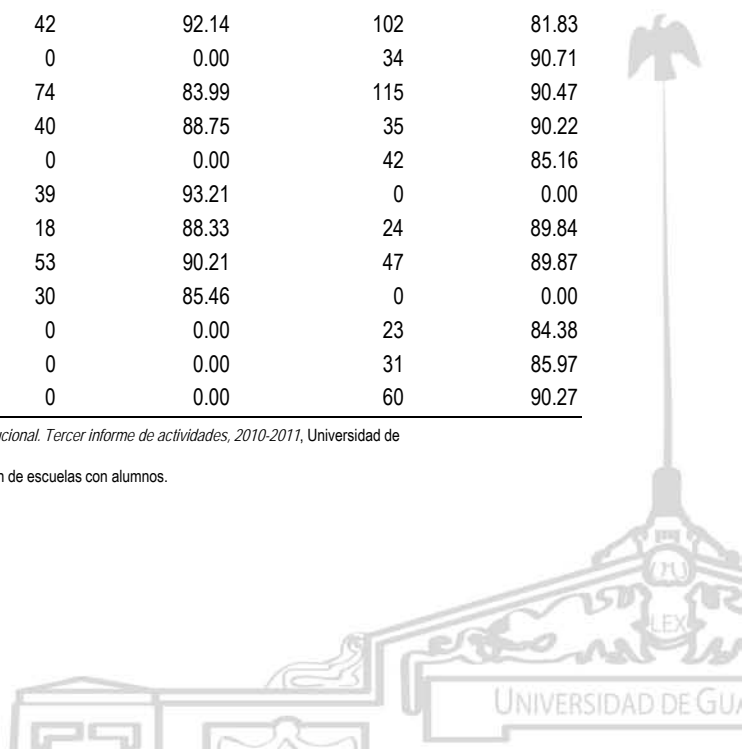 42 92.14 102 81.83
0 0.00 34 90.71
74 83.99 115 90.47
40 88.75 35 90.22
0 0.00 42 85.16
39 93.21 0 0.00
18 88.33 24 89.84
53 90.21 47 89.87
30 85.46 0 0.00
0 0.00 23 84.38
0 0.00 31 85.97
0 0.00 60 90.27
ucional. Tercer informe de actividades, 2010-2011, Universidad de
n de escuelas con alumnos.
LEX
UNIVERSIDAD DE GUA